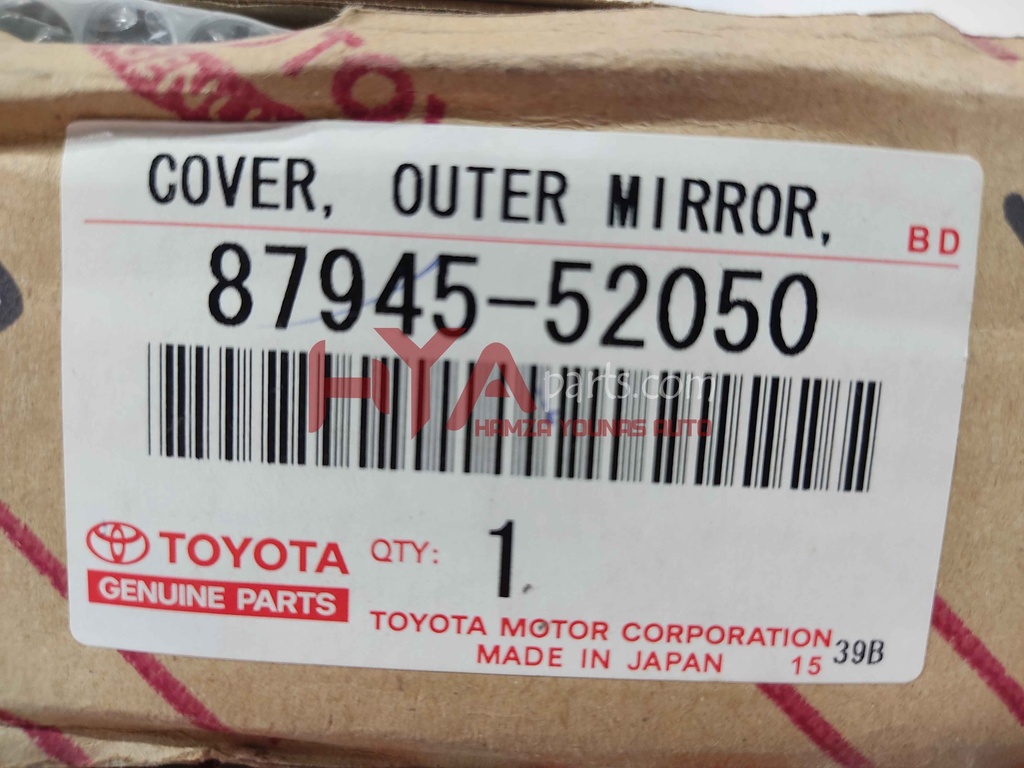 TO
COVER, OUTER MIRROR,
BD
87945-52050
HYA parts.com
HAMZA YOUNAS AUTO
TOYOTA QTY: 1
GENUINE PARTS
TOYOTA MOTOR CORPORATION
MADE IN JAPAN 15 39B